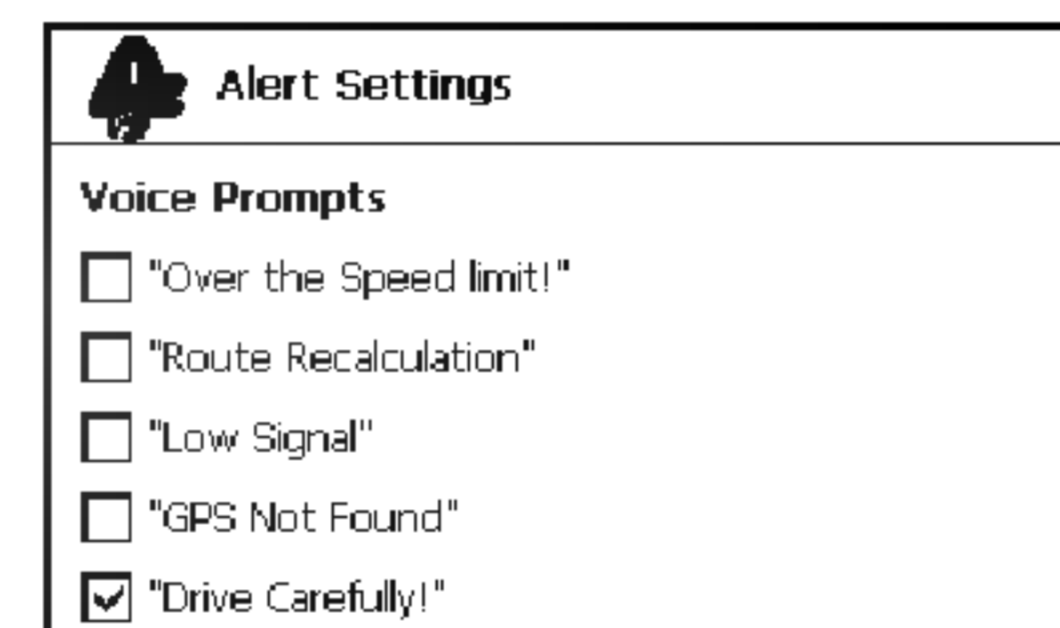 Alert Settings
Voice Prompts
"Over the Speed limit!"
"Route Recalculation"
"Low Signal"
"GPS Not Found"
"Drive Carefully!"